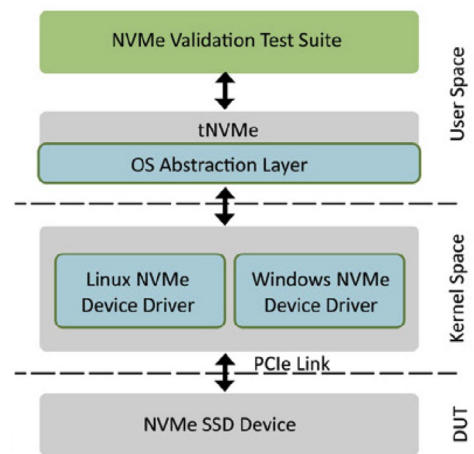 NVMe Validation Test Suite
User Space
tNVMe
OS Abstraction Layer
Linux NVMe
Device Driver
Windows NVMe
Device Driver
Kernel Space
PCIe Link
NVMe SSD Device
DUT